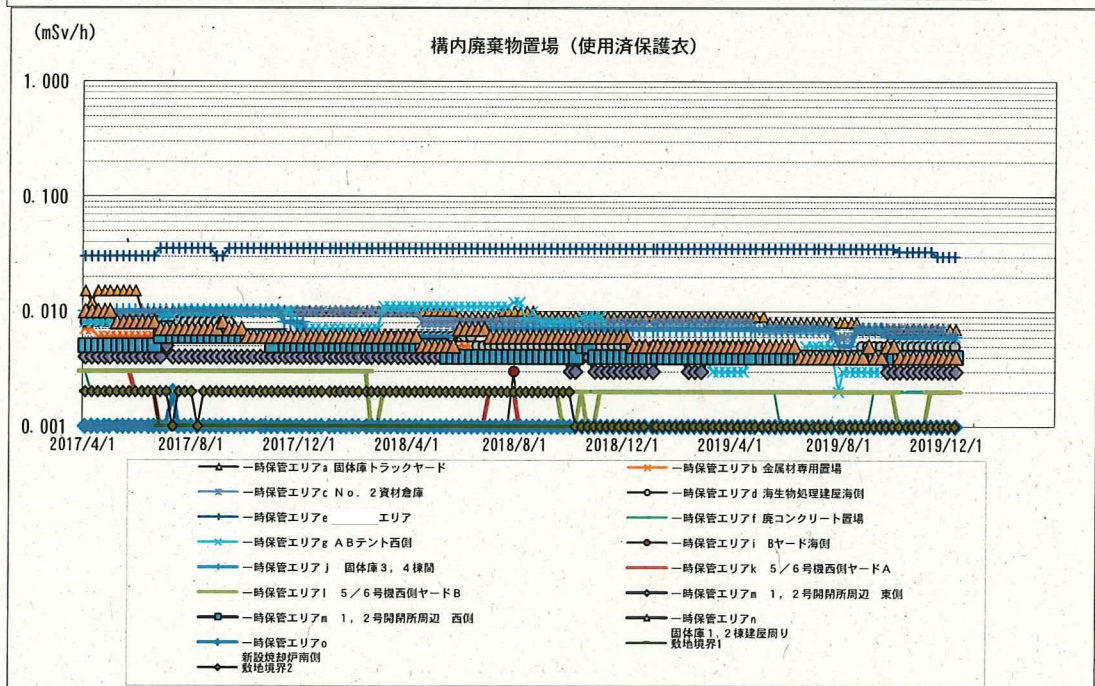 (mSv/h)
構内廃棄物置場（使用済保護衣）
1.000
0.100
0.010
0.001
2017/4/1 2017/8/1 2017/12/1 2018/4/1 2018/8/1 2018/12/1 2019/4/1 2019/8/1 2019/12/1
一時保管エリアa 固体庫トラックヤード
一時保管エリアb 金属材専用置場
一時保管エリアc No．2資材倉庫
一時保管エリアd 海生物処理建屋海側
一時保管エリアe エリア
一時保管エリアf 廃コンクリート置場
一時保管エリアg ABテント西側
一時保管エリアi Bヤード海側
一時保管エリアj 固体庫3，4棟間
一時保管エリアk 5／6号機西側ヤードA
一時保管エリアl 5／6号機西側ヤードB
一時保管エリアm 1，2号開閉所周辺 東側
一時保管エリアm 1，2号開閉所周辺 西側
一時保管エリアn
一時保管エリアo
固体庫1,2棟建屋周り
敷地境界1
新設焼却炉南側
敷地境界2